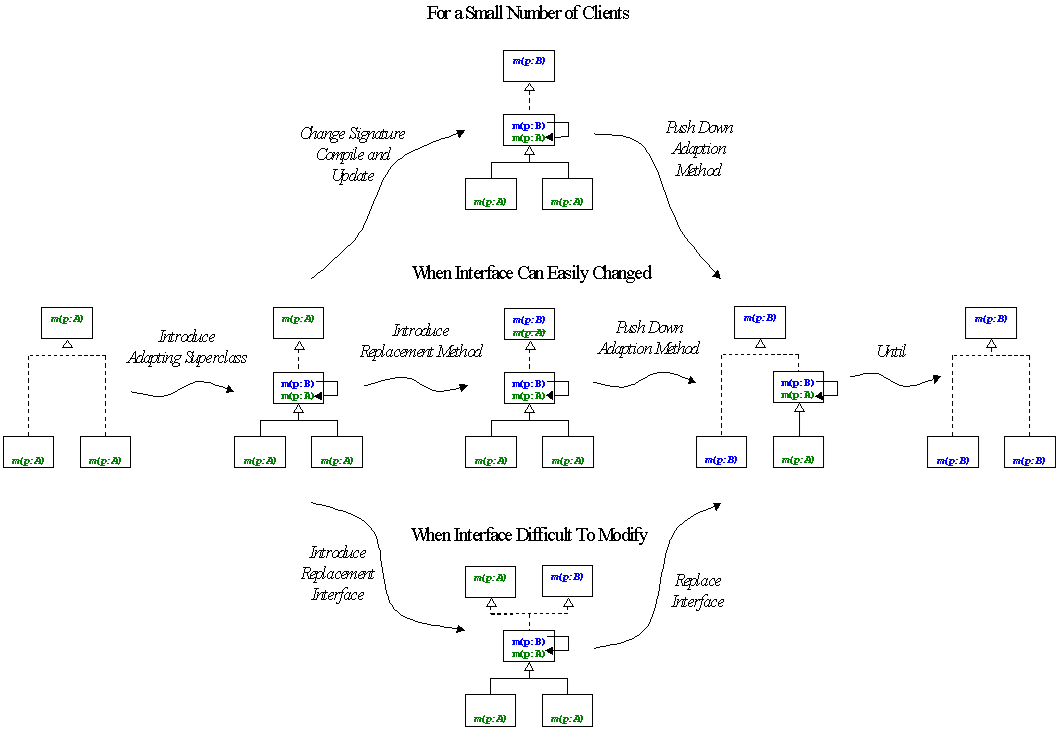 For a Small Number of Clients
m(p:B)
Change Signature
Compile and
Update
m(p:B)
m(p:A)
Push Down
Adaption
Method
m(p:A)
m(p:A)
When Interface Can Easily Changed
m(p:A)
Introduce
Adapting Superclass
m(p:A)
Introduce
Replacement Method
m(p:B)
m(p:A)
Push Down
Adaption Method
m(p:B)
Until
m(p:B)
m(p:B)
m(p:A)
m(p:B)
m(p:A)
m(p:B)
m(p:A)
m(p:A)
m(p:A)
m(p:A)
m(p:A)
m(p:A)
m(p:A)
m(p:B)
m(p:A)
m(p:B)
m(p:B)
When Interface Difficult To Modify
Introduce
Replacement
Interface
m(p:A)
m(p:B)
Replace
Interface
m(p:B)
m(p:A)
m(p:A)
m(p:A)